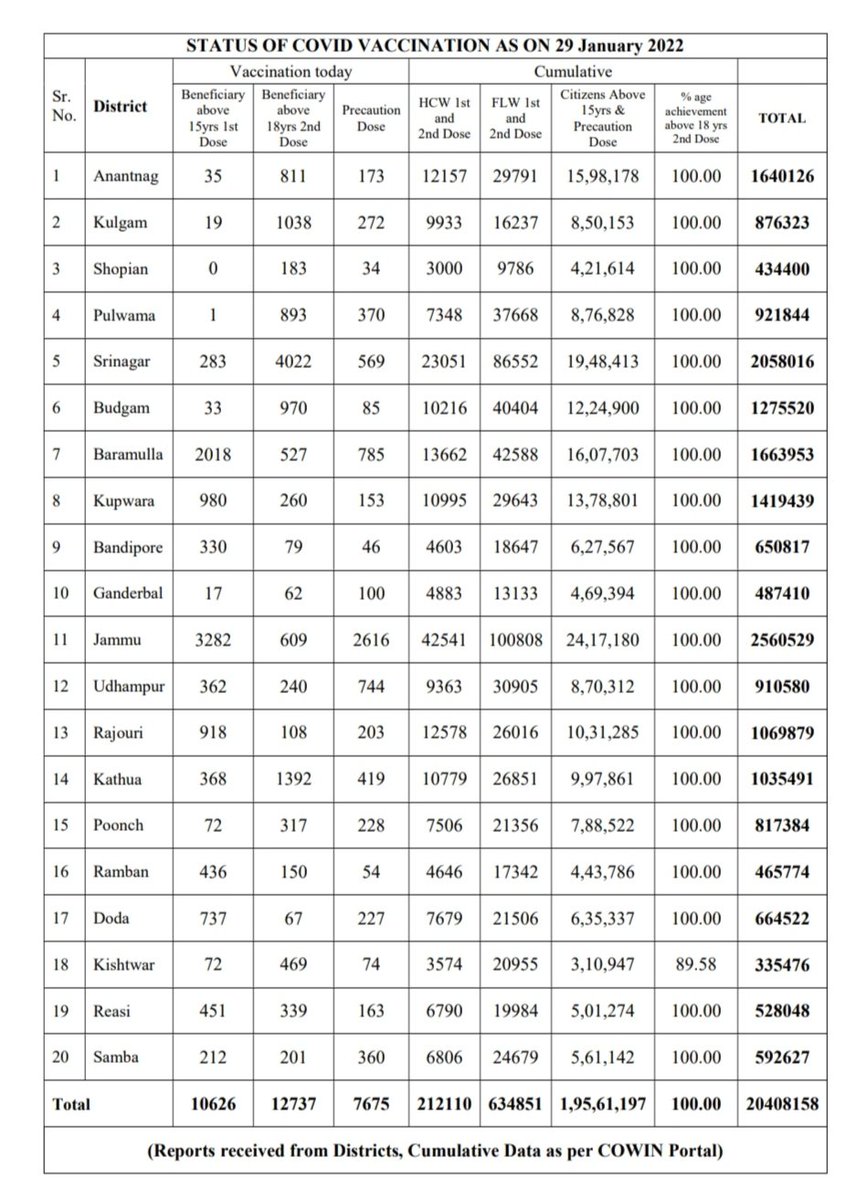 STATUS OF COVID VACCINATION AS ON 29 January 2022
Sr. No. District Vaccination today Cumulative
Beneficiary above 15yrs 1st Dose Beneficiary above 18yrs 2nd Dose Precaution Dose HCW 1st and 2nd Dose FLW 1st and 2nd Dose Citizens Above 15yrs & Precaution Dose % age achievement above 18 yrs 2nd Dose TOTAL
1 Anantnag 35 811 173 12157 29791 15,98,178 100.00 1640126
2 Kulgam 19 1038 272 9933 16237 8,50,153 100.00 876323
3 Shopian 0 183 34 3000 9786 4,21,614 100.00 434400
4 Pulwama 1 893 370 7348 37668 8,76,828 100.00 921844
5 Srinagar 283 4022 569 23051 86552 19,48,413 100.00 2058016
6 Budgam 33 970 85 10216 40404 12,24,900 100.00 1275520
7 Baramulla 2018 527 785 13662 42588 16,07,703 100.00 1663953
8 Kupwara 980 260 153 10995 29643 13,78,801 100.00 1419439
9 Bandipore 330 79 46 4603 18647 6,27,567 100.00 650817
10 Ganderbal 17 62 100 4883 13133 4,69,394 100.00 487410
11 Jammu 3282 609 2616 42541 100808 24,17,180 100.00 2560529
12 Udhampur 362 240 744 9363 30905 8,70,312 100.00 910580
13 Rajouri 918 108 203 12578 26016 10,31,285 100.00 1069879
14 Kathua 368 1392 419 10779 26851 9,97,861 100.00 1035491
15 Poonch 72 317 228 7506 21356 7,88,522 100.00 817384
16 Ramban 436 150 54 4646 17342 4,43,786 100.00 465774
17 Doda 737 67 227 7679 21506 6,35,337 100.00 664522
18 Kishtwar 72 469 74 3574 20955 3,10,947 89.58 335476
19 Reasi 451 339 163 6790 19984 5,01,274 100.00 528048
20 Samba 212 201 360 6806 24679 5,61,142 100.00 592627
Total 10626 12737 7675 212110 634851 1,95,61,197 100.00 20408158
(Reports received from Districts, Cumulative Data as per COWIN Portal)